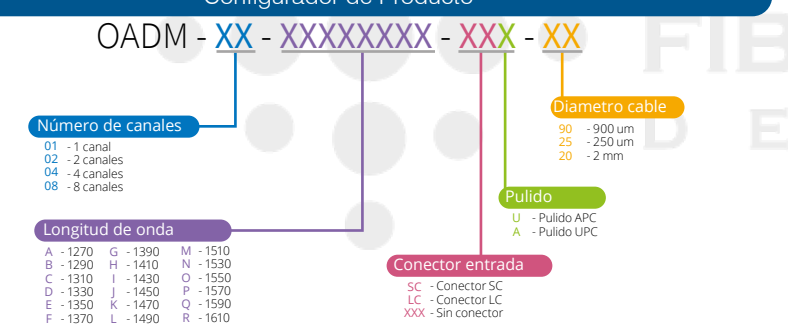 Configurador de Producto
OADM - XX - XXXXXXXX - XXX - XX
Número de canales
01 - 1 canal
02 - 2 canales
04 - 4 canales
08 - 8 canales
Longitud de onda
A - 1270 G - 1390 M - 1510
B - 1290 H - 1410 N - 1530
C - 1310 I - 1430 O - 1550
D - 1330 J - 1450 P - 1570
E - 1350 K - 1470 Q - 1590
F - 1370 L - 1490 R - 1610
Conector entrada
SC - Conector SC
LC - Conector LC
XXX - Sin conector
Pulido
U - Pulido APC
A - Pulido UPC
Diametro cable
90 - 900 um
25 - 250 um
20 - 2 mm
FIB
D E